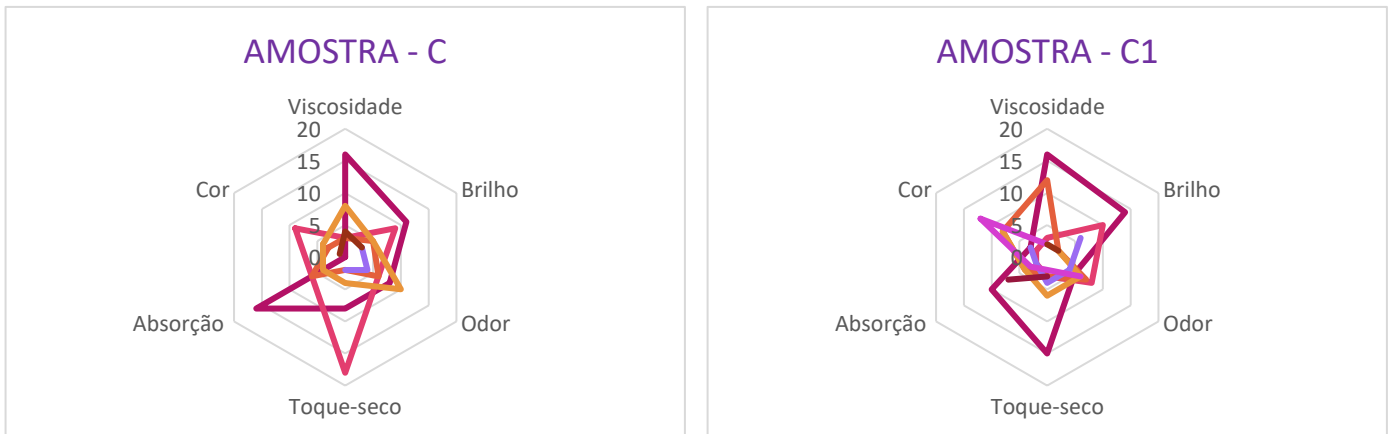 AMOSTRA - C
Viscosidade
20
15
10
5
0
Brilho
Odor
Toque-seco
Absorção
Cor
AMOSTRA - C1
Viscosidade
20
15
10
5
0
Brilho
Odor
Toque-seco
Absorção
Cor